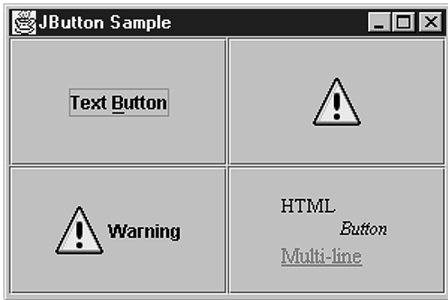 JButton Sample
Text Button
Warning
HTML
Button
Multi-line